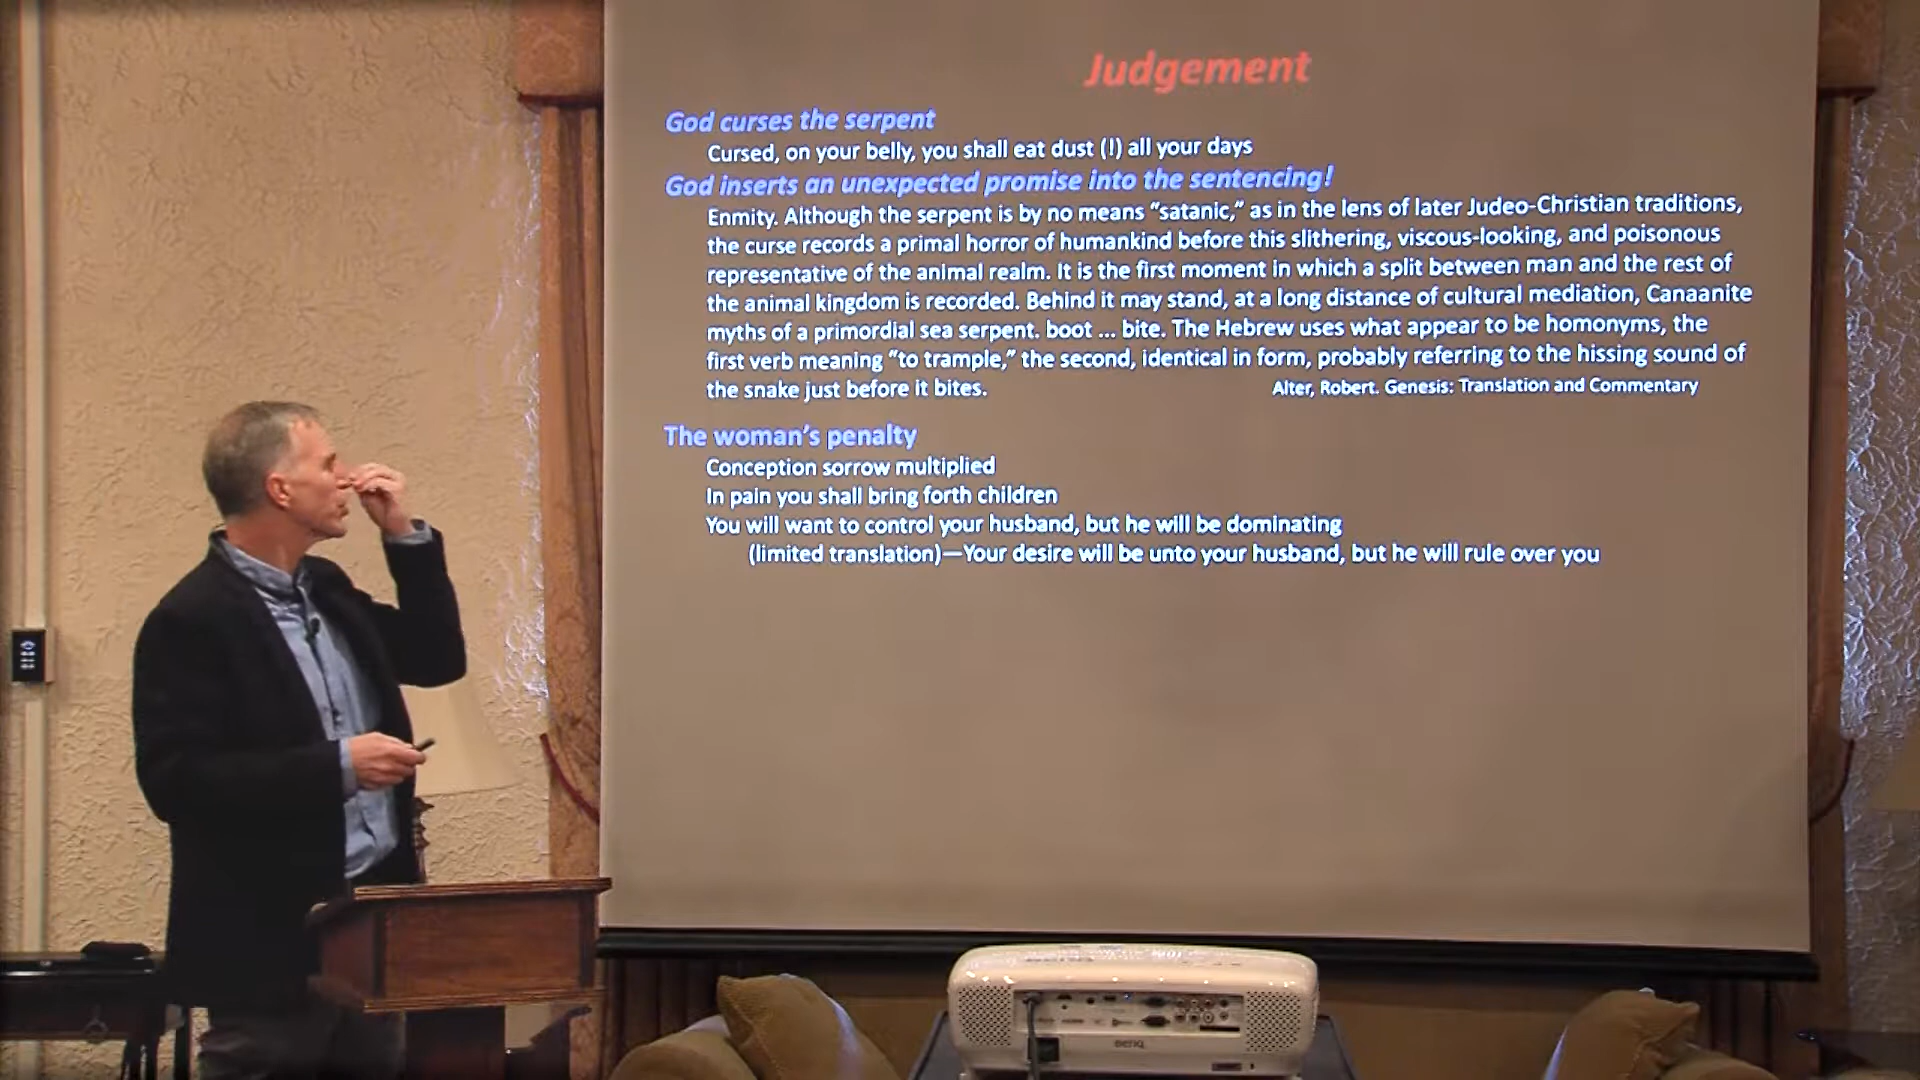 Judgement
God curses the serpent
Cursed, on your belly, you shall eat dust (!) all your days
God inserts an unexpected promise into the sentencing!
Enmity. Although the serpent is by no means “satanic,” as in the lens of later Judeo-Christian traditions,
the curse records a primal horror of humankind before this slithering, viscous-looking, and poisonous
representative of the animal realm. It is the first moment in which a split between man and the rest of
the animal kingdom is recorded. Behind it may stand, at a long distance of cultural mediation, Canaanite
myths of a primordial sea serpent. boot ... bite. The Hebrew uses what appear to be homonyms, the
first verb meaning “to trample,” the second, identical in form, probably referring to the hissing sound of
the snake just before it bites. Alter, Robert. Genesis: Translation and Commentary
The woman’s penalty
Conception sorrow multiplied
In pain you shall bring forth children
You will want to control your husband, but he will be dominating
(limited translation)—Your desire will be unto your husband, but he will rule over you
BenQ